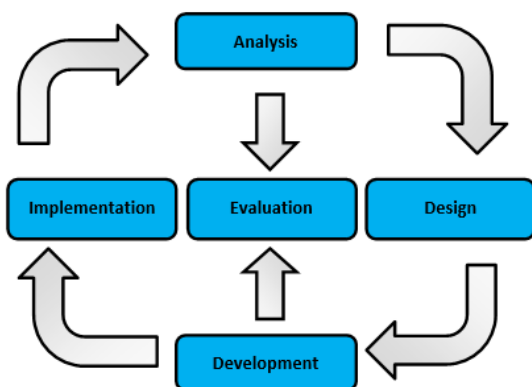 Analysis
Implementation
Evaluation
Design
Development